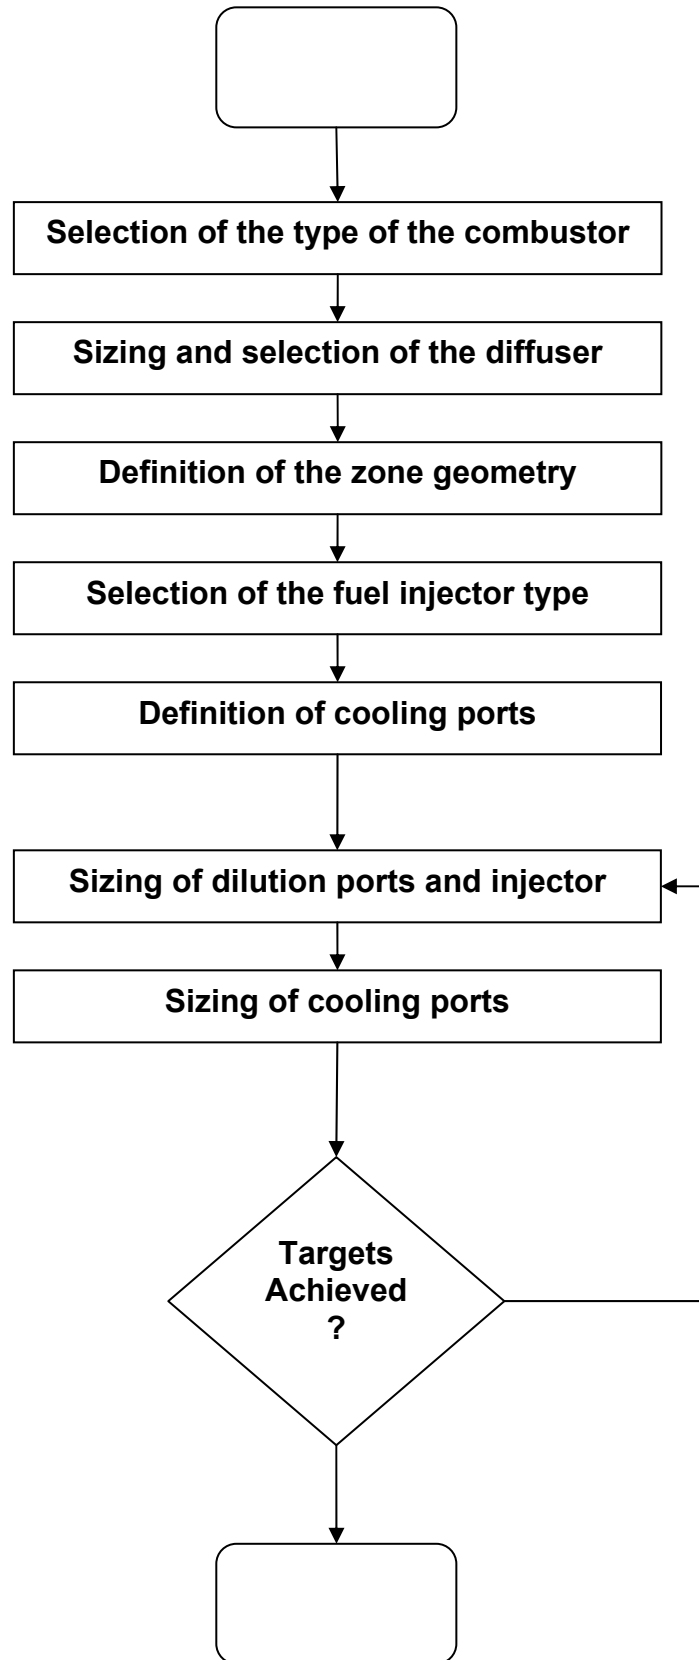 Selection of the type of the combustor
Sizing and selection of the diffuser
Definition of the zone geometry
Selection of the fuel injector type
Definition of cooling ports
Sizing of dilution ports and injector
Sizing of cooling ports
Targets
Achieved
?